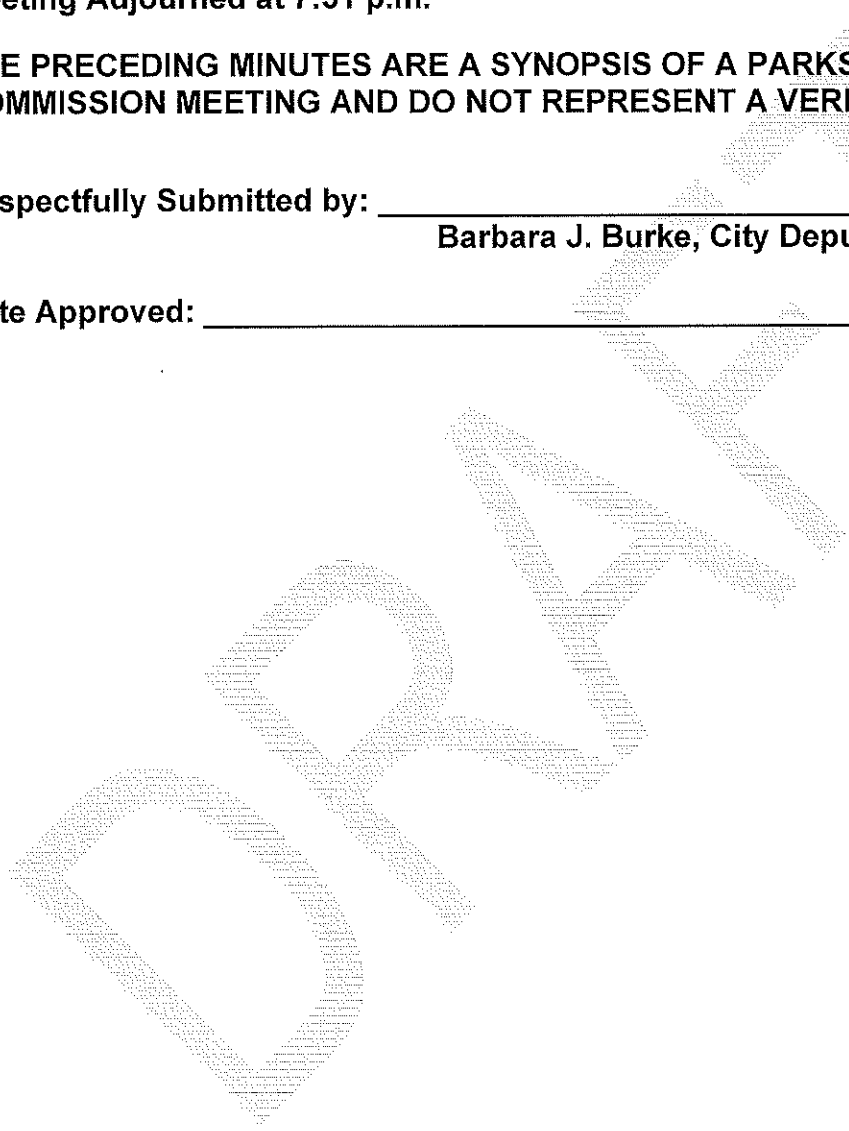 eting Adjourned at 7:51 p.m.
E PRECEDING MINUTES ARE A SYNOPSIS OF A PARKS
OMMISSION MEETING AND DO NOT REPRESENT A VER
spectfully Submitted by:
Barbara J. Burke, City Depu
te Approved:
DRAFT